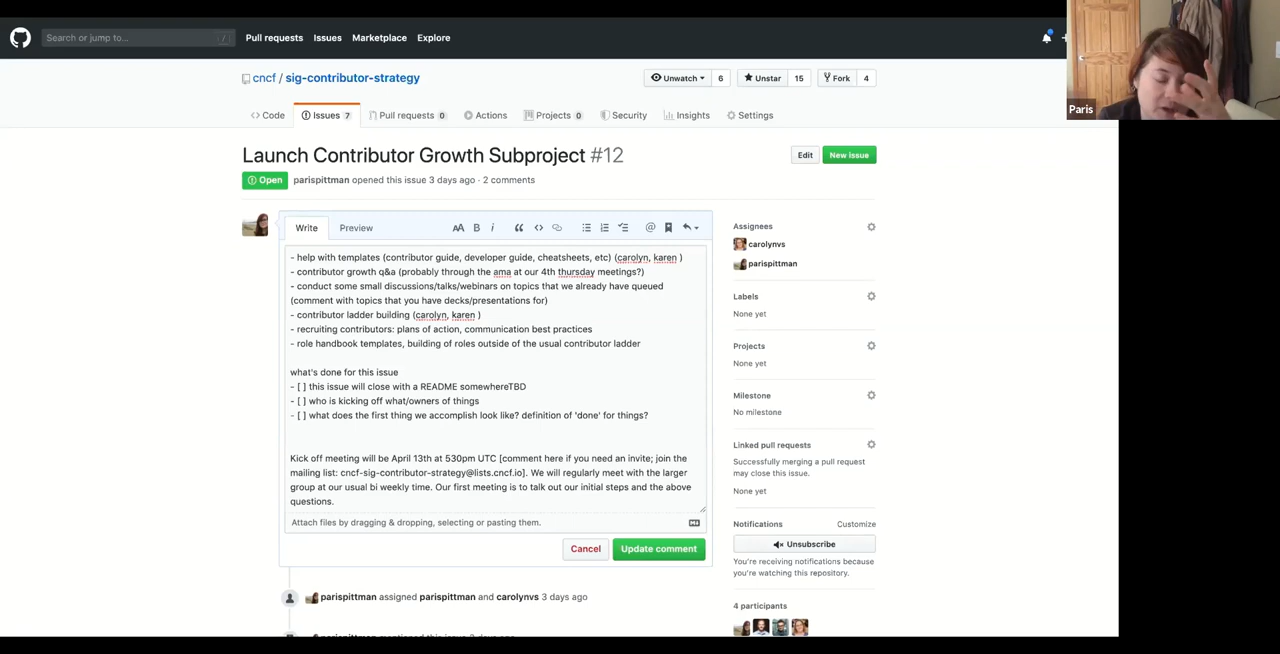 Search or jump to... /
Pull requests Issues Marketplace Explore
Paris
cncf / sig-contributor-strategy
Unwatch 6 Unstar 15 Fork 4
Code Issues 7 Pull requests 0 Actions Projects 0 Security Insights Settings
Launch Contributor Growth Subproject #12
Edit New issue
Open parispittman opened this issue 3 days ago · 2 comments
Write Preview
- help with templates (contributor guide, developer guide, cheatsheets, etc) (carolyn, karen )
- contributor growth q&a (probably through the ama at our 4th thursday meetings?)
- conduct some small discussions/talks/webinars on topics that we already have queued
(comment with topics that you have decks/presentations for)
- contributor ladder building (carolyn, karen )
- recruiting contributors: plans of action, communication best practices
- role handbook templates, building of roles outside of the usual contributor ladder
what's done for this issue
- [ ] this issue will close with a README somewhereTBD
- [ ] who is kicking off what/owners of things
- [ ] what does the first thing we accomplish look like? definition of 'done' for things?
Kick off meeting will be April 13th at 530pm UTC [comment here if you need an invite; join the
mailing list: cncf-sig-contributor-strategy@lists.cncf.io]. We will regularly meet with the larger
group at our usual bi weekly time. Our first meeting is to talk out our initial steps and the above
questions.
Attach files by dragging & dropping, selecting or pasting them.
Cancel Update comment
parispittman assigned parispittman and carolynvs 3 days ago
Assignees
carolynvs
parispittman
Labels
None yet
Projects
None yet
Milestone
No milestone
Linked pull requests
Successfully merging a pull request
may close this issue.
None yet
Notifications Customize
Unsubscribe
You're receiving notifications because
you're watching this repository.
4 participants